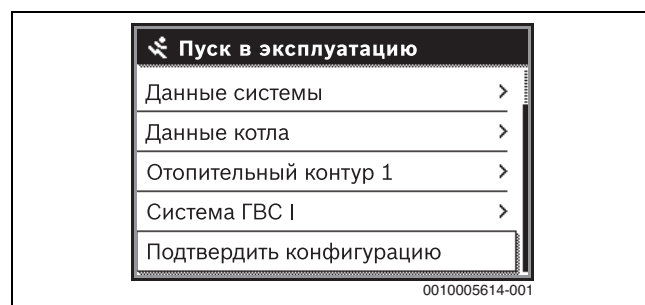 Пуск в эксплуатацию
Данные системы
Данные котла
Отопительный контур 1
Система ГВС I
Подтвердить конфигурацию
0010005614-001